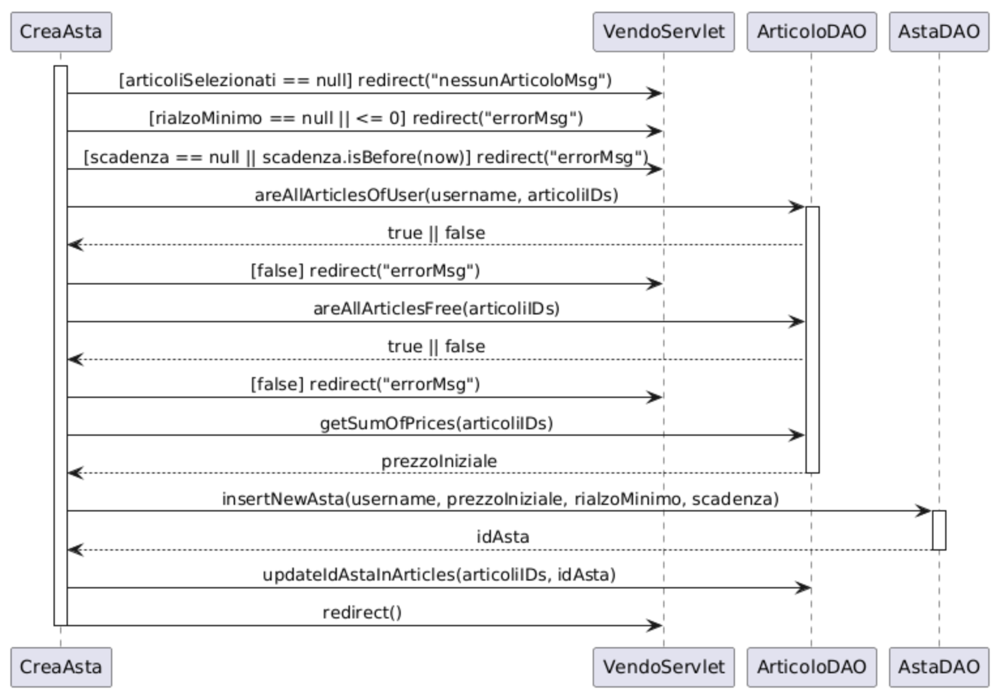 CreaAsta
VendoServlet
ArticoloDAO
AstaDAO
[articoliSelezionati == null] redirect("nessunArticoloMsg")
[rialzoMinimo == null || <= 0] redirect("errorMsg")
[scadenza == null || scadenza.isBefore(now)] redirect("errorMsg")
areAllArticlesOfUser(username, articoliIDs)
true || false
[false] redirect("errorMsg")
areAllArticlesFree(articoliIDs)
true || false
[false] redirect("errorMsg")
getSumOfPrices(articoliIDs)
prezzoIniziale
insertNewAsta(username, prezzoIniziale, rialzoMinimo, scadenza)
idAsta
updateIdAstaInArticles(articoliIDs, idAsta)
redirect()
CreaAsta
VendoServlet
ArticoloDAO
AstaDAO